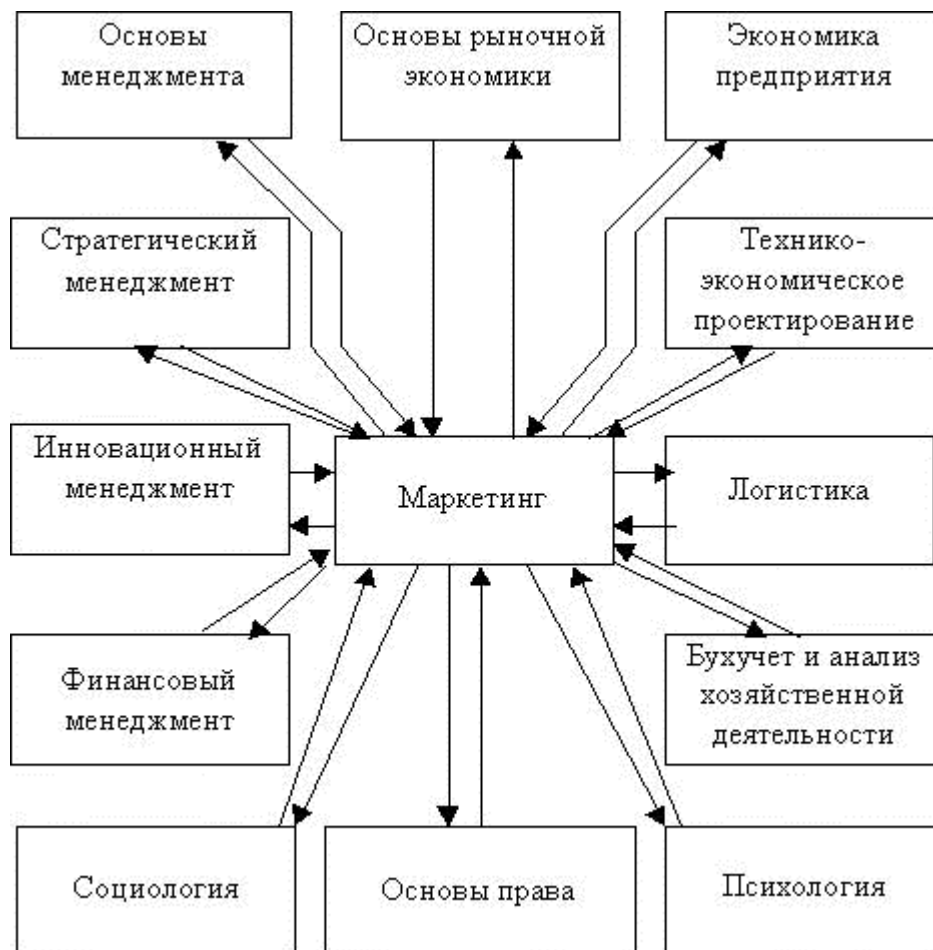 Основы
менеджмента
Основы рыночной
экономики
Экономика
предприятия
Стратегический
менеджмент
Технико-
экономическое
проектирование
Инновационный
менеджмент
Маркетинг
Логистика
Финансовый
менеджмент
Бухучет и анализ
хозяйственной
деятельности
Социология
Основы права
Психология